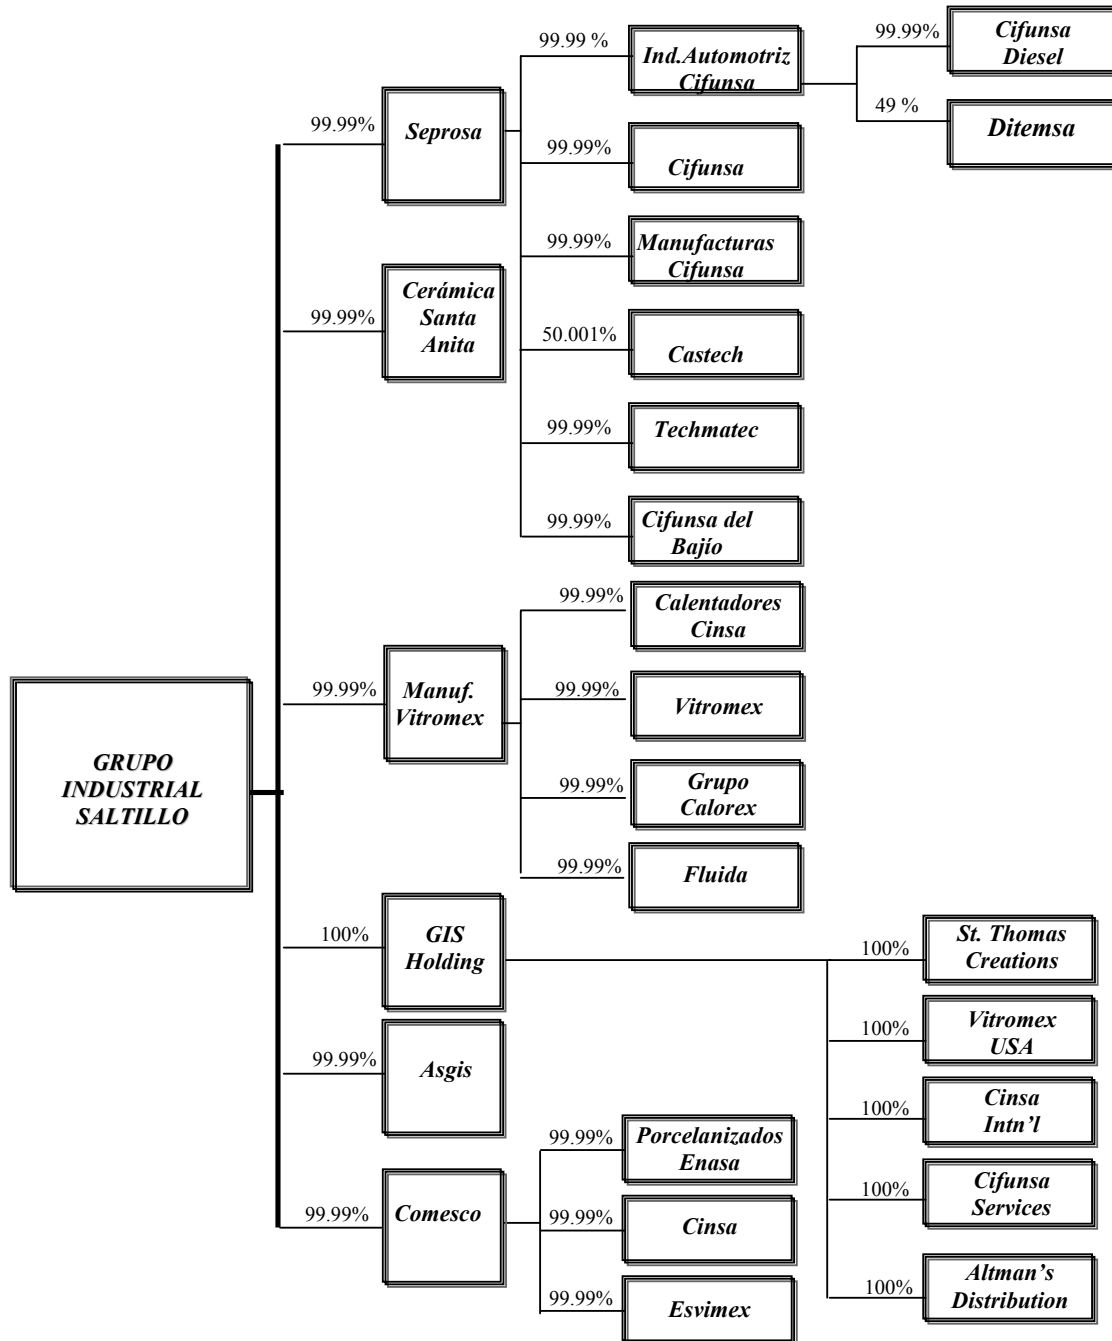 99.99 %
Ind.Automotriz
Cifunsa
99.99%
Cifunsa
Diesel
49 %
Ditemsa
99.99%
Seprosa
99.99%
Cifunsa
99.99%
Manufacturas
Cifunsa
99.99%
Cerámica
Santa
Anita
50.001%
Castech
99.99%
Techmatec
99.99%
Cifunsa del
Bajío
99.99%
Calentadores
Cinsa
99.99%
Manuf.
Vitromex
99.99%
Vitromex
GRUPO
INDUSTRIAL
SALTILLO
99.99%
Grupo
Calorex
99.99%
Fluida
100%
GIS
Holding
100%
St. Thomas
Creations
100%
Vitromex
USA
99.99%
Asgis
100%
Cinsa
Intn’l
99.99%
Porcelanizados
Enasa
100%
Cifunsa
Services
99.99%
Comesco
99.99%
Cinsa
100%
Altman’s
Distribution
99.99%
Esvimex